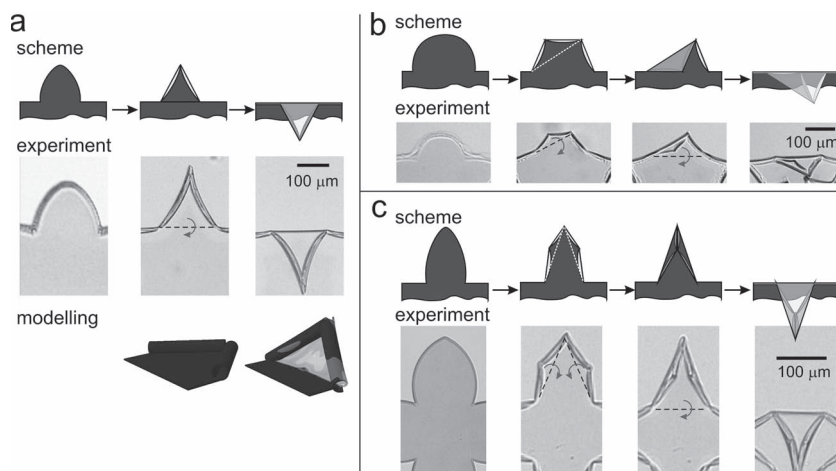 a
scheme
experiment
100 µm
modelling
b
scheme
experiment
100 µm
c
scheme
experiment
100 µm